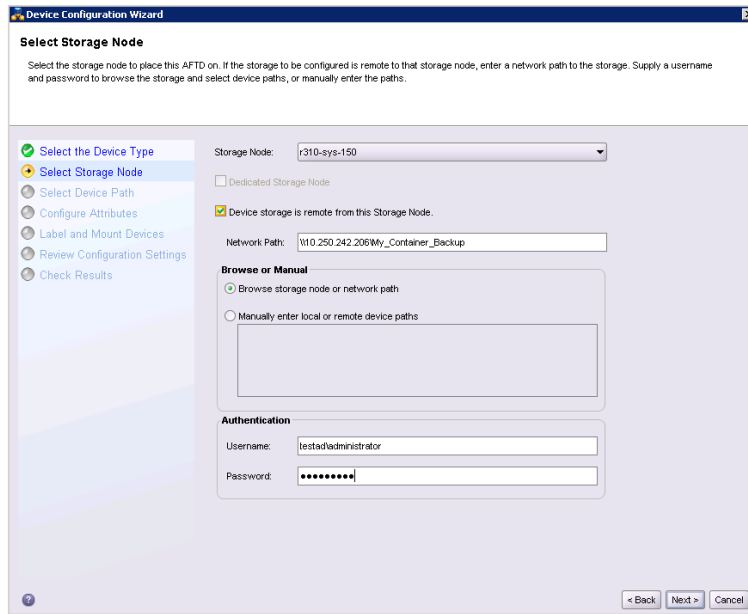 Device Configuration Wizard
Select Storage Node
Select the storage node to place this AFTD on. If the storage to be configured is remote to that storage node, enter a network path to the storage. Supply a username
and password to browse the storage and select device paths, or manually enter the paths.
Select the Device Type
Select Storage Node
Select Device Path
Configure Attributes
Label and Mount Devices
Review Configuration Settings
Check Results
Storage Node: r310-sys-150
Dedicated Storage Node
Device storage is remote from this Storage Node.
Network Path: \\10.250.242.206\My_Container_Backup
Browse or Manual
Browse storage node or network path
Manually enter local or remote device paths
Authentication
Username: testad\administrator
Password: •••••••••
?
< Back Next > Cancel